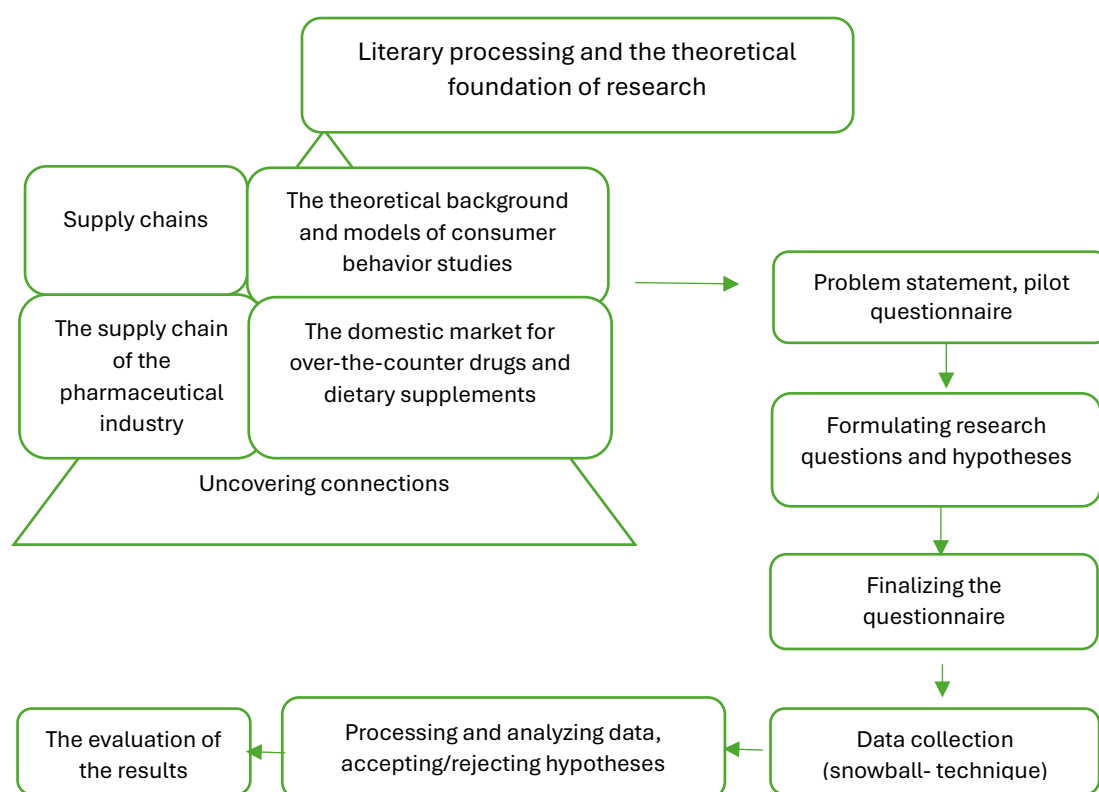 Literary processing and the theoretical
foundation of research
Supply chains
The theoretical background
and models of consumer
behavior studies
The supply chain
of the
pharmaceutical
industry
The domestic market for
over-the-counter drugs and
dietary supplements
Uncovering connections
Problem statement, pilot
questionnaire
Formulating research
questions and hypotheses
Finalizing the
questionnaire
Data collection
(snowball- technique)
Processing and analyzing data,
accepting/rejecting hypotheses
The evaluation of
the results